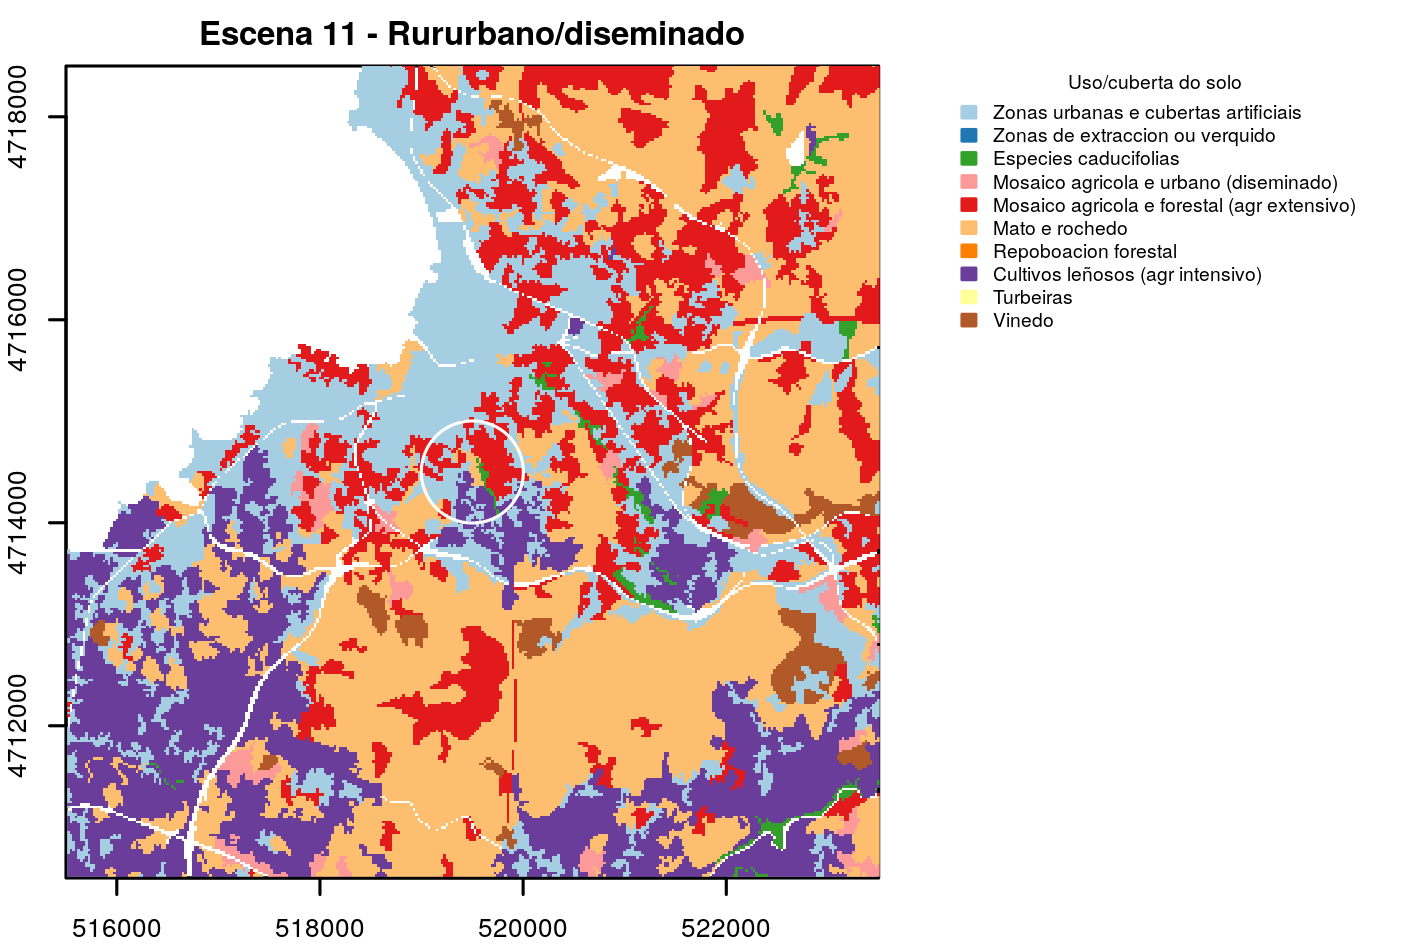 Escena 11 - Rururbano/diseminado
4718000
4716000
4714000
4712000
516000
518000
520000
522000
Uso/cuberta do solo
Zonas urbanas e cubertas artificiais
Zonas de extraccion ou verquido
Especies caducifolias
Mosaico agricola e urbano (diseminado)
Mosaico agricola e forestal (agr extensivo)
Mato e rochedo
Repoboacion forestal
Cultivos leñosos (agr intensivo)
Turbeiras
Vinedo